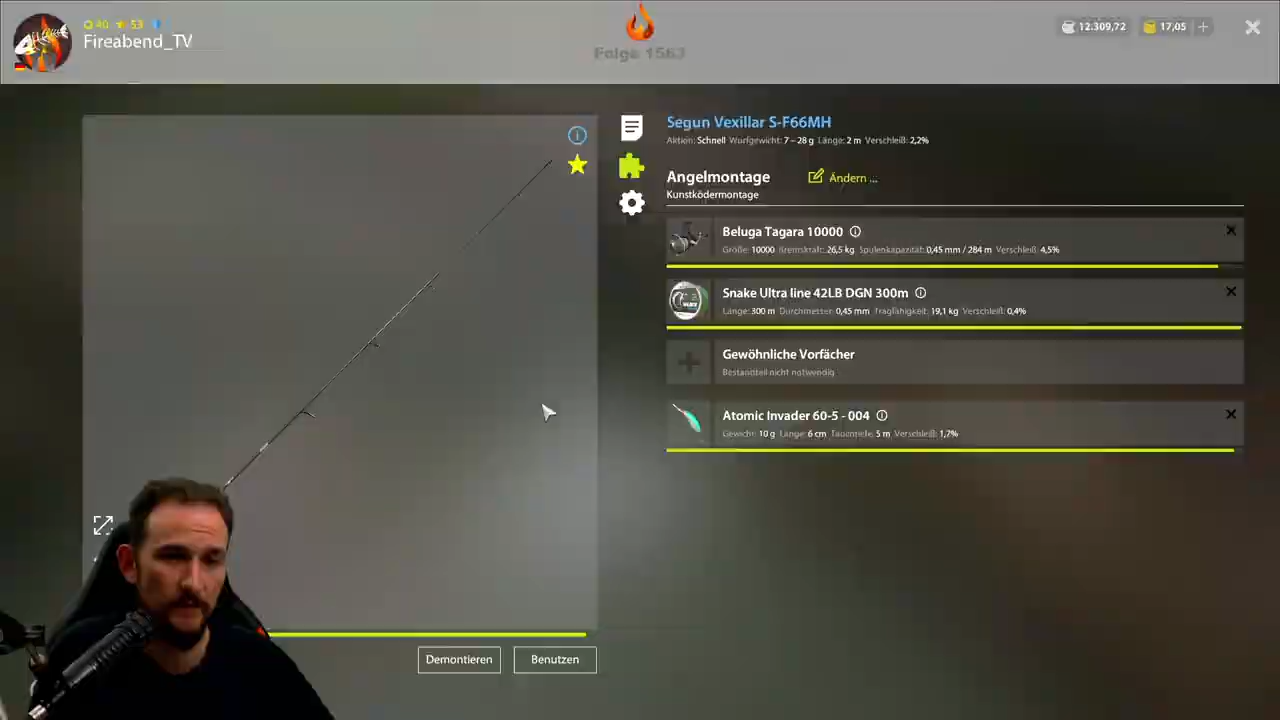 40 53
Fireabend_TV
Folge 1563
12.309,72
17,05
Segun Vexillar S-F66MH
Aktion: Schnell Wurfgewicht: 7 – 28 g Länge: 2 m Verschleiß: 2,2%
Angelmontage
Ändern ...
Kunstködermontage
Beluga Tagara 10000
Größe: 10000 Bremskraft: 26,5 kg Spulenkapazität: 0,45 mm / 284 m Verschleiß: 4,5%
Snake Ultra line 42LB DGN 300m
Länge: 300 m Durchmesser: 0,45 mm Tragfähigkeit: 19,1 kg Verschleiß: 0,4%
Gewöhnliche Vorfächer
Bestandteil nicht notwendig
Atomic Invader 60-5 - 004
Gewicht: 10 g Länge: 6 cm Tauchtiefe: 5 m Verschleiß: 1,7%
Demontieren
Benutzen